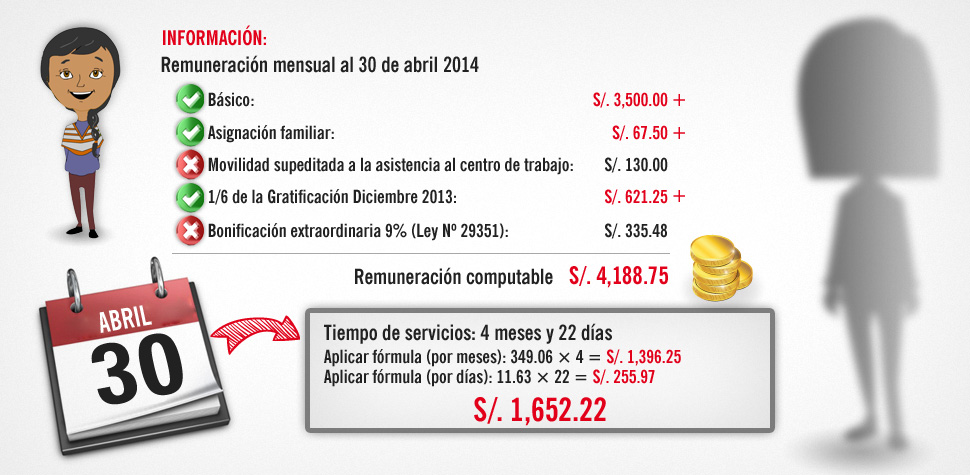 INFORMACIÓN:
Remuneración mensual al 30 de abril 2014
Básico: S/. 3,500.00 +
Asignación familiar: S/. 67.50 +
Movilidad supeditada a la asistencia al centro de trabajo: S/. 130.00
1/6 de la Gratificación Diciembre 2013: S/. 621.25 +
Bonificación extraordinaria 9% (Ley Nº 29351): S/. 335.48
Remuneración computable S/. 4,188.75
ABRIL
30
Tiempo de servicios: 4 meses y 22 días
Aplicar fórmula (por meses): 349.06 × 4 = S/. 1,396.25
Aplicar fórmula (por días): 11.63 × 22 = S/. 255.97
S/. 1,652.22